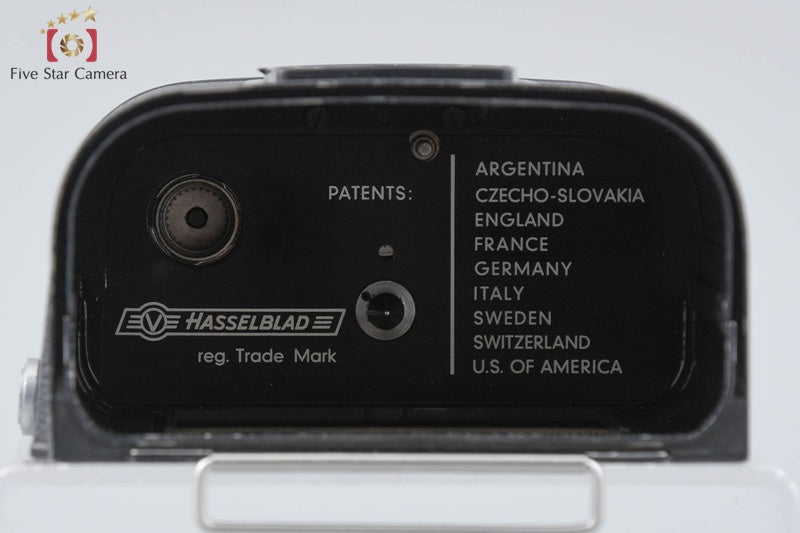 Five Star Camera
PATENTS:
ARGENTINA
CZECHO-SLOVAKIA
ENGLAND
FRANCE
GERMANY
ITALY
SWEDEN
SWITZERLAND
U.S. OF AMERICA
V HASSELBLAD
reg. Trade Mark